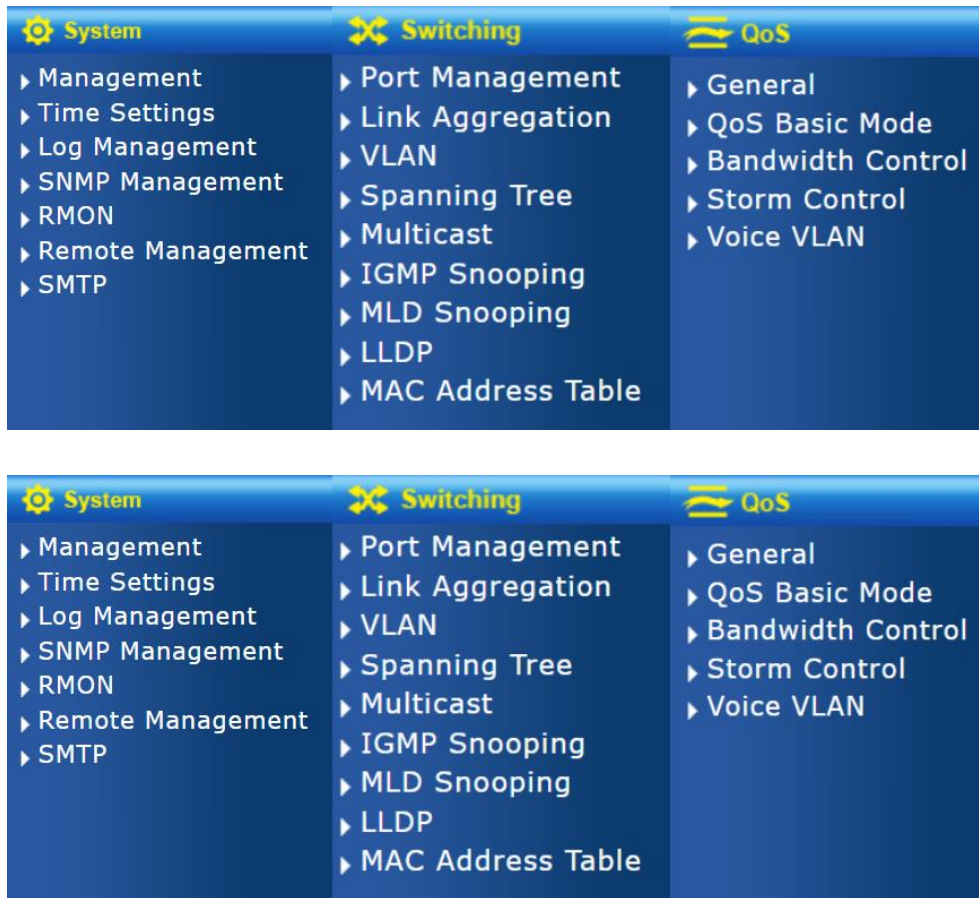 System
Management
Time Settings
Log Management
SNMP Management
RMON
Remote Management
SMTP
Switching
Port Management
Link Aggregation
VLAN
Spanning Tree
Multicast
IGMP Snooping
MLD Snooping
LLDP
MAC Address Table
QoS
General
QoS Basic Mode
Bandwidth Control
Storm Control
Voice VLAN
System
Management
Time Settings
Log Management
SNMP Management
RMON
Remote Management
SMTP
Switching
Port Management
Link Aggregation
VLAN
Spanning Tree
Multicast
IGMP Snooping
MLD Snooping
LLDP
MAC Address Table
QoS
General
QoS Basic Mode
Bandwidth Control
Storm Control
Voice VLAN